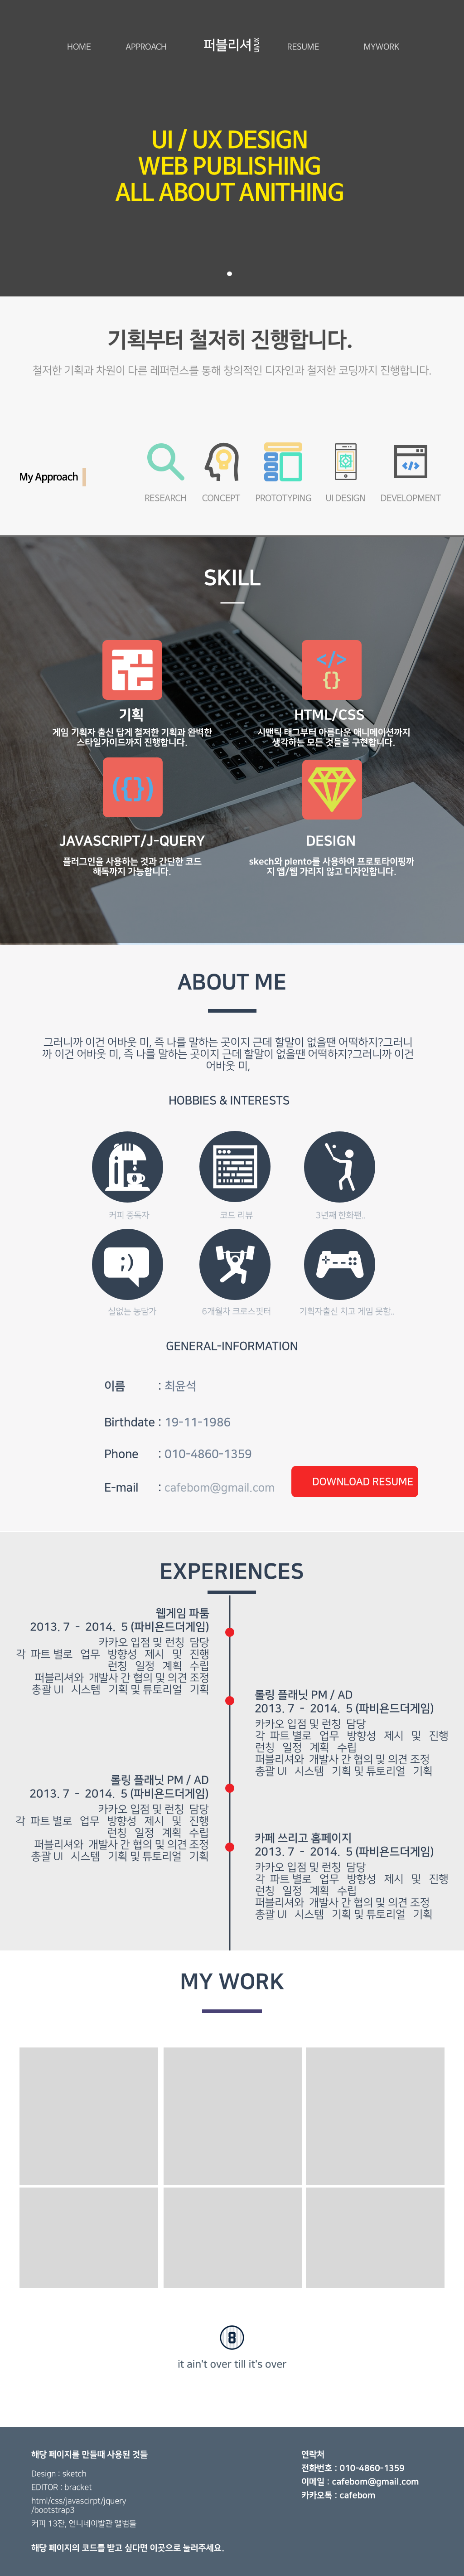 HOME APPROACH 퍼블리셔 UI/UX RESUME MYWORK
UI / UX DESIGN
WEB PUBLISHING
ALL ABOUT ANITHING
기획부터 철저히 진행합니다.
철저한 기획과 차원이 다른 레퍼런스를 통해 창의적인 디자인과 철저한 코딩까지 진행합니다.
My Approach
RESEARCH CONCEPT PROTOTYPING UI DESIGN DEVELOPMENT
SKILL
기획
게임 기획자 출신 답게 철저한 기획과 완벽한
스타일가이드까지 진행합니다.
HTML/CSS
시맨틱 태그부터 아름다운 애니메이션까지
생각하는 모든 것들을 구현합니다.
JAVASCRIPT/J-QUERY
플러그인을 사용하는 것과 간단한 코드
해독까지 가능합니다.
DESIGN
skech와 plento를 사용하여 프로토타이핑까
지 앱/웹 가리지 않고 디자인합니다.
ABOUT ME
그러니까 이건 어바웃 미, 즉 나를 말하는 곳이지 근데 할말이 없을땐 어떡하지?그러니
까 이건 어바웃 미, 즉 나를 말하는 곳이지 근데 할말이 없을땐 어떡하지?그러니까 이건
어바웃 미,
HOBBIES & INTERESTS
커피 중독자 코드 리뷰 3년째 한화팬..
실없는 농담가 6개월차 크로스핏터 기획자출신 치고 게임 못함..
GENERAL-INFORMATION
이름 : 최윤석
Birthdate : 19-11-1986
Phone : 010-4860-1359
E-mail : cafebom@gmail.com
DOWNLOAD RESUME
EXPERIENCES
웹게임 파툼
2013. 7 - 2014. 5 (파비욘드더게임)
카카오 입점 및 런칭 담당
각 파트 별로 업무 방향성 제시 및 진행
런칭 일정 계획 수립
퍼블리셔와 개발사 간 협의 및 의견 조정
총괄 UI 시스템 기획 및 튜토리얼 기획
롤링 플래닛 PM / AD
2013. 7 - 2014. 5 (파비욘드더게임)
카카오 입점 및 런칭 담당
각 파트 별로 업무 방향성 제시 및 진행
런칭 일정 계획 수립
퍼블리셔와 개발사 간 협의 및 의견 조정
총괄 UI 시스템 기획 및 튜토리얼 기획
롤링 플래닛 PM / AD
2013. 7 - 2014. 5 (파비욘드더게임)
카카오 입점 및 런칭 담당
각 파트 별로 업무 방향성 제시 및 진행
런칭 일정 계획 수립
퍼블리셔와 개발사 간 협의 및 의견 조정
총괄 UI 시스템 기획 및 튜토리얼 기획
카페 쓰리고 홈페이지
2013. 7 - 2014. 5 (파비욘드더게임)
카카오 입점 및 런칭 담당
각 파트 별로 업무 방향성 제시 및 진행
런칭 일정 계획 수립
퍼블리셔와 개발사 간 협의 및 의견 조정
총괄 UI 시스템 기획 및 튜토리얼 기획
MY WORK
8
it ain't over till it's over
해당 페이지를 만들때 사용된 것들
Design : sketch
EDITOR : bracket
html/css/javascirpt/jquery
/bootstrap3
커피 13잔, 언니네이발관 앨범들
해당 페이지의 코드를 받고 싶다면 이곳으로 눌러주세요.
연락처
전화번호 : 010-4860-1359
이메일 : cafebom@gmail.com
카카오톡 : cafebom